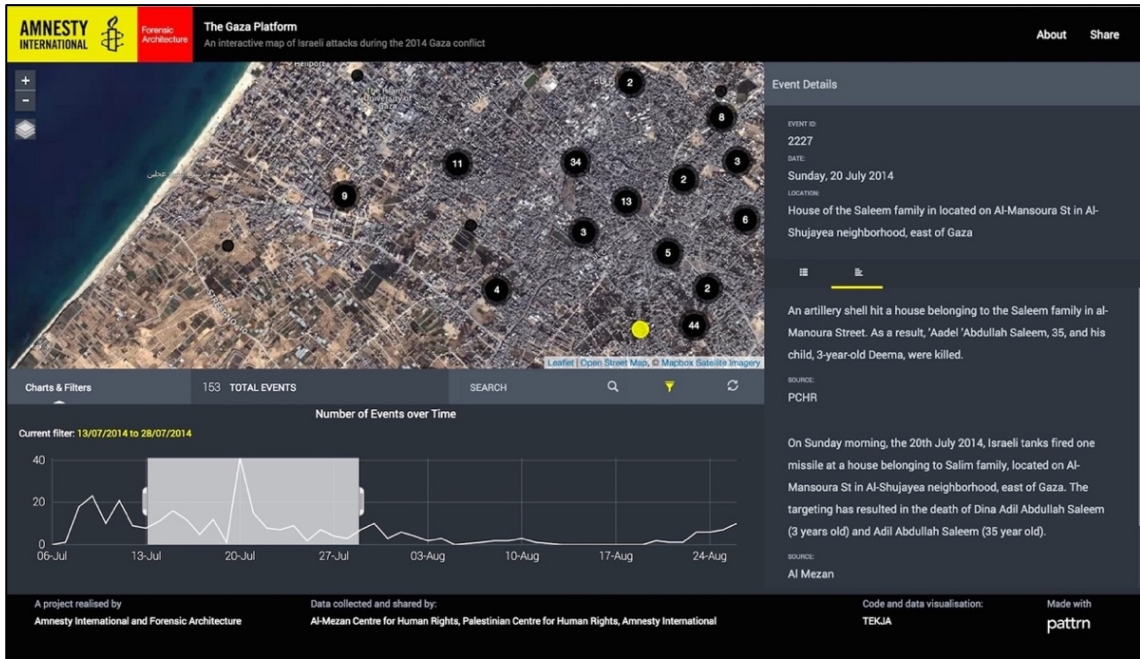 AMNESTY
INTERNATIONAL
Forensic
Architecture
The Gaza Platform
An interactive map of Israeli attacks during the 2014 Gaza conflict
About
Share
+
-
Heliport
The Islamic
University of
Gaza
2
8
11
34
3
2
9
13
6
3
5
4
2
44
Leaflet | Open Street Map, © Mapbox Satellite Imagery
Charts & Filters
153 TOTAL EVENTS
SEARCH
Number of Events over Time
Current filter: 13/07/2014 to 28/07/2014
40
20
0
06-Jul
13-Jul
20-Jul
27-Jul
03-Aug
10-Aug
17-Aug
24-Aug
Event Details
EVENT ID:
2227
DATE:
Sunday, 20 July 2014
LOCATION:
House of the Saleem family in located on Al-Mansoura St in Al-
Shujayea neighborhood, east of Gaza
An artillery shell hit a house belonging to the Saleem family in al-
Manoura Street. As a result, 'Aadel 'Abdullah Saleem, 35, and his
child, 3-year-old Deema, were killed.
SOURCE:
PCHR
On Sunday morning, the 20th July 2014, Israeli tanks fired one
missile at a house belonging to Salim family, located on Al-
Mansoura St in Al-Shujayea neighborhood, east of Gaza. The
targeting has resulted in the death of Dina Adil Abdullah Saleem
(3 years old) and Adil Abdullah Saleem (35 year old).
SOURCE:
Al Mezan
A project realised by
Amnesty International and Forensic Architecture
Data collected and shared by:
Al-Mezan Centre for Human Rights, Palestinian Centre for Human Rights, Amnesty International
Code and data visualisation:
TEKJA
Made with
pattrn